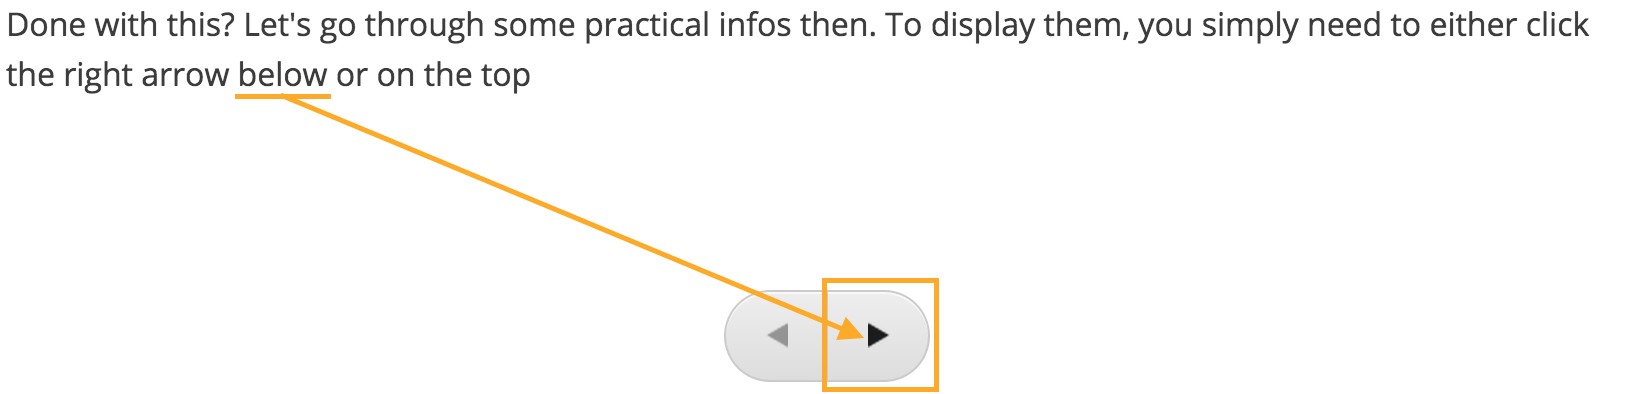 Done with this? Let's go through some practical infos then. To display them, you simply need to either click
the right arrow below or on the top